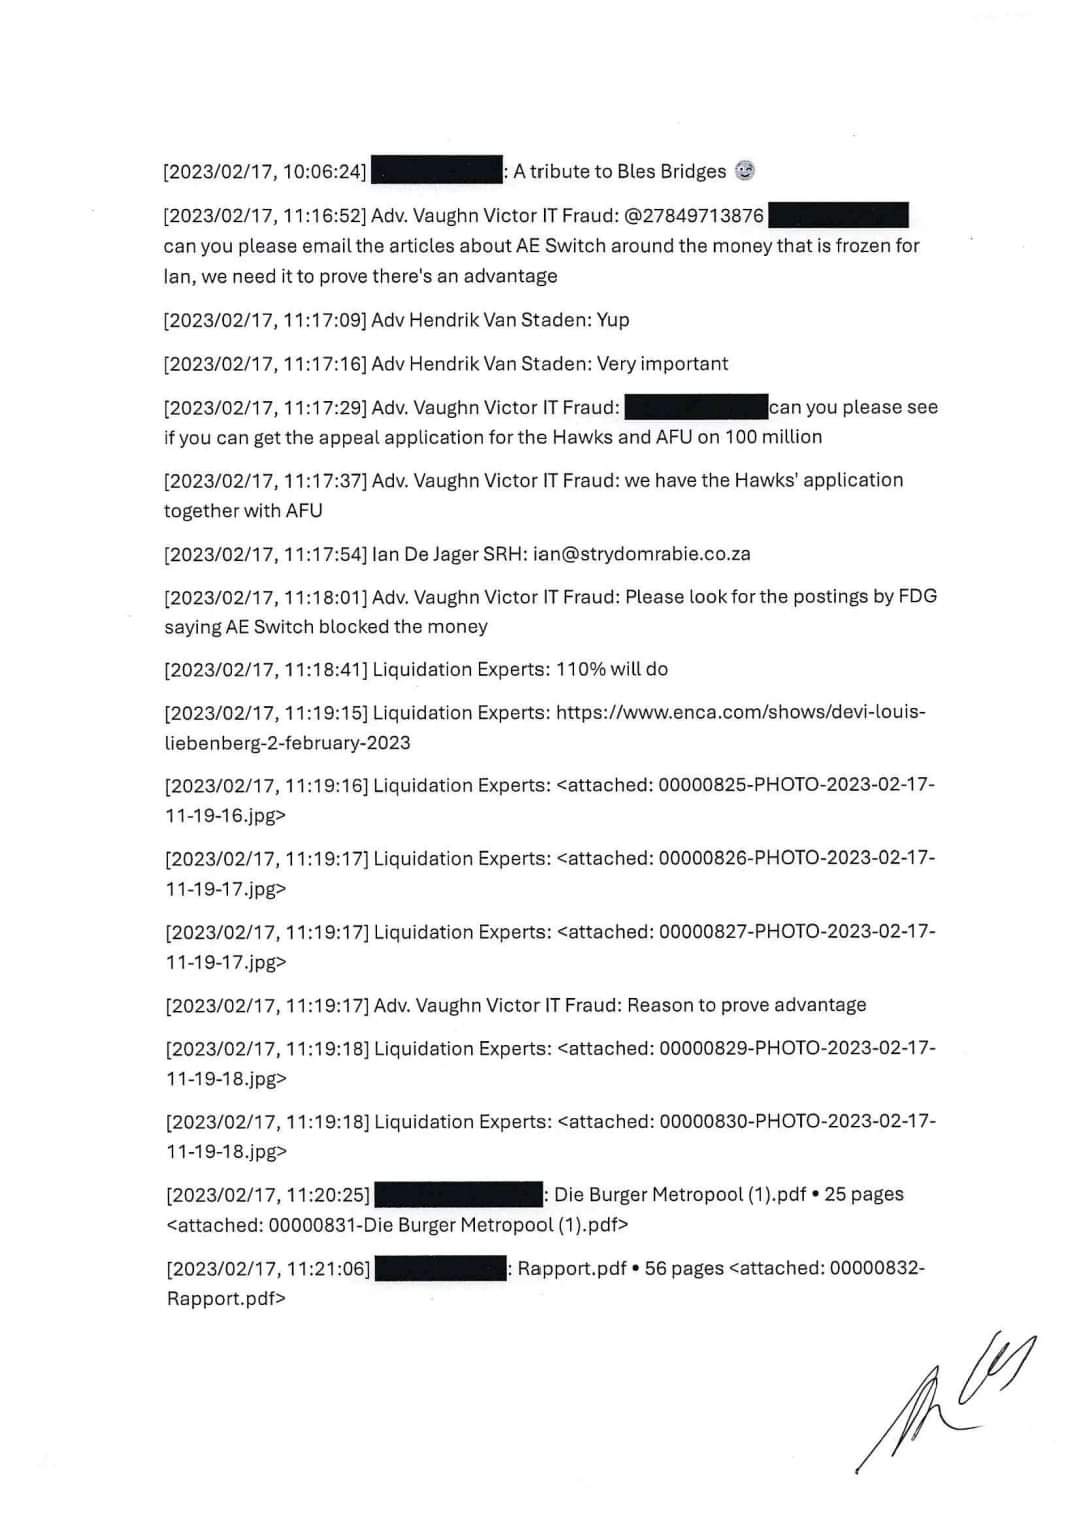 [2023/02/17, 10:06:24] : A tribute to Bles Bridges 😉
[2023/02/17, 11:16:52] Adv. Vaughn Victor IT Fraud: @27849713876
can you please email the articles about AE Switch around the money that is frozen for
Ian, we need it to prove there's an advantage
[2023/02/17, 11:17:09] Adv Hendrik Van Staden: Yup
[2023/02/17, 11:17:16] Adv Hendrik Van Staden: Very important
[2023/02/17, 11:17:29] Adv. Vaughn Victor IT Fraud: can you please see
if you can get the appeal application for the Hawks and AFU on 100 million
[2023/02/17, 11:17:37] Adv. Vaughn Victor IT Fraud: we have the Hawks' application
together with AFU
[2023/02/17, 11:17:54] Ian De Jager SRH: ian@strydomrabie.co.za
[2023/02/17, 11:18:01] Adv. Vaughn Victor IT Fraud: Please look for the postings by FDG
saying AE Switch blocked the money
[2023/02/17, 11:18:41] Liquidation Experts: 110% will do
[2023/02/17, 11:19:15] Liquidation Experts: https://www.enca.com/shows/devi-louis-
liebenberg-2-february-2023
[2023/02/17, 11:19:16] Liquidation Experts: <attached: 00000825-PHOTO-2023-02-17-
11-19-16.jpg>
[2023/02/17, 11:19:17] Liquidation Experts: <attached: 00000826-PHOTO-2023-02-17-
11-19-17.jpg>
[2023/02/17, 11:19:17] Liquidation Experts: <attached: 00000827-PHOTO-2023-02-17-
11-19-17.jpg>
[2023/02/17, 11:19:17] Adv. Vaughn Victor IT Fraud: Reason to prove advantage
[2023/02/17, 11:19:18] Liquidation Experts: <attached: 00000829-PHOTO-2023-02-17-
11-19-18.jpg>
[2023/02/17, 11:19:18] Liquidation Experts: <attached: 00000830-PHOTO-2023-02-17-
11-19-18.jpg>
[2023/02/17, 11:20:25] : Die Burger Metropool (1).pdf • 25 pages
<attached: 00000831-Die Burger Metropool (1).pdf>
[2023/02/17, 11:21:06] : Rapport.pdf • 56 pages <attached: 00000832-
Rapport.pdf>